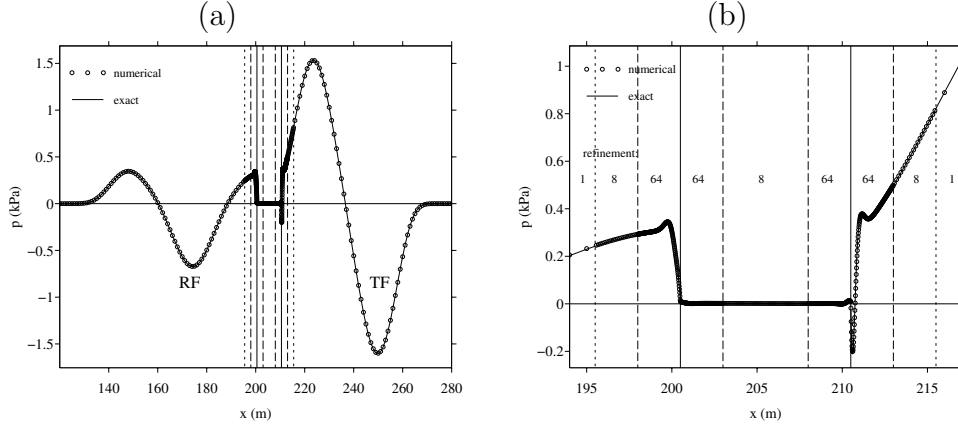 (a)
p (kPa)
1.5
1
0.5
0
−0.5
−1
−1.5
numerical
exact
RF
TF
140
160
180
200
220
240
260
280
x (m)
(b)
p (kPa)
1
0.8
0.6
0.4
0.2
0
−0.2
numerical
exact
refinement:
1 8 64 64 8 64 64 8 1
195
200
205
210
215
x (m)